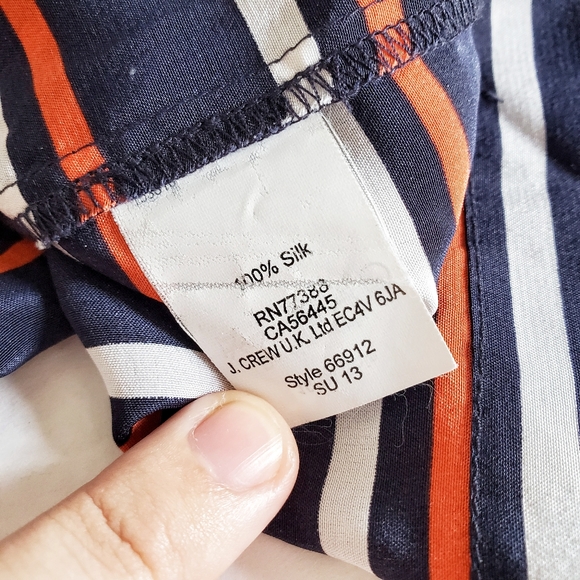 100% Silk
RN77388
CA56445
J. CREW U.K. Ltd EC4V 6JA
Style 66912
SU 13